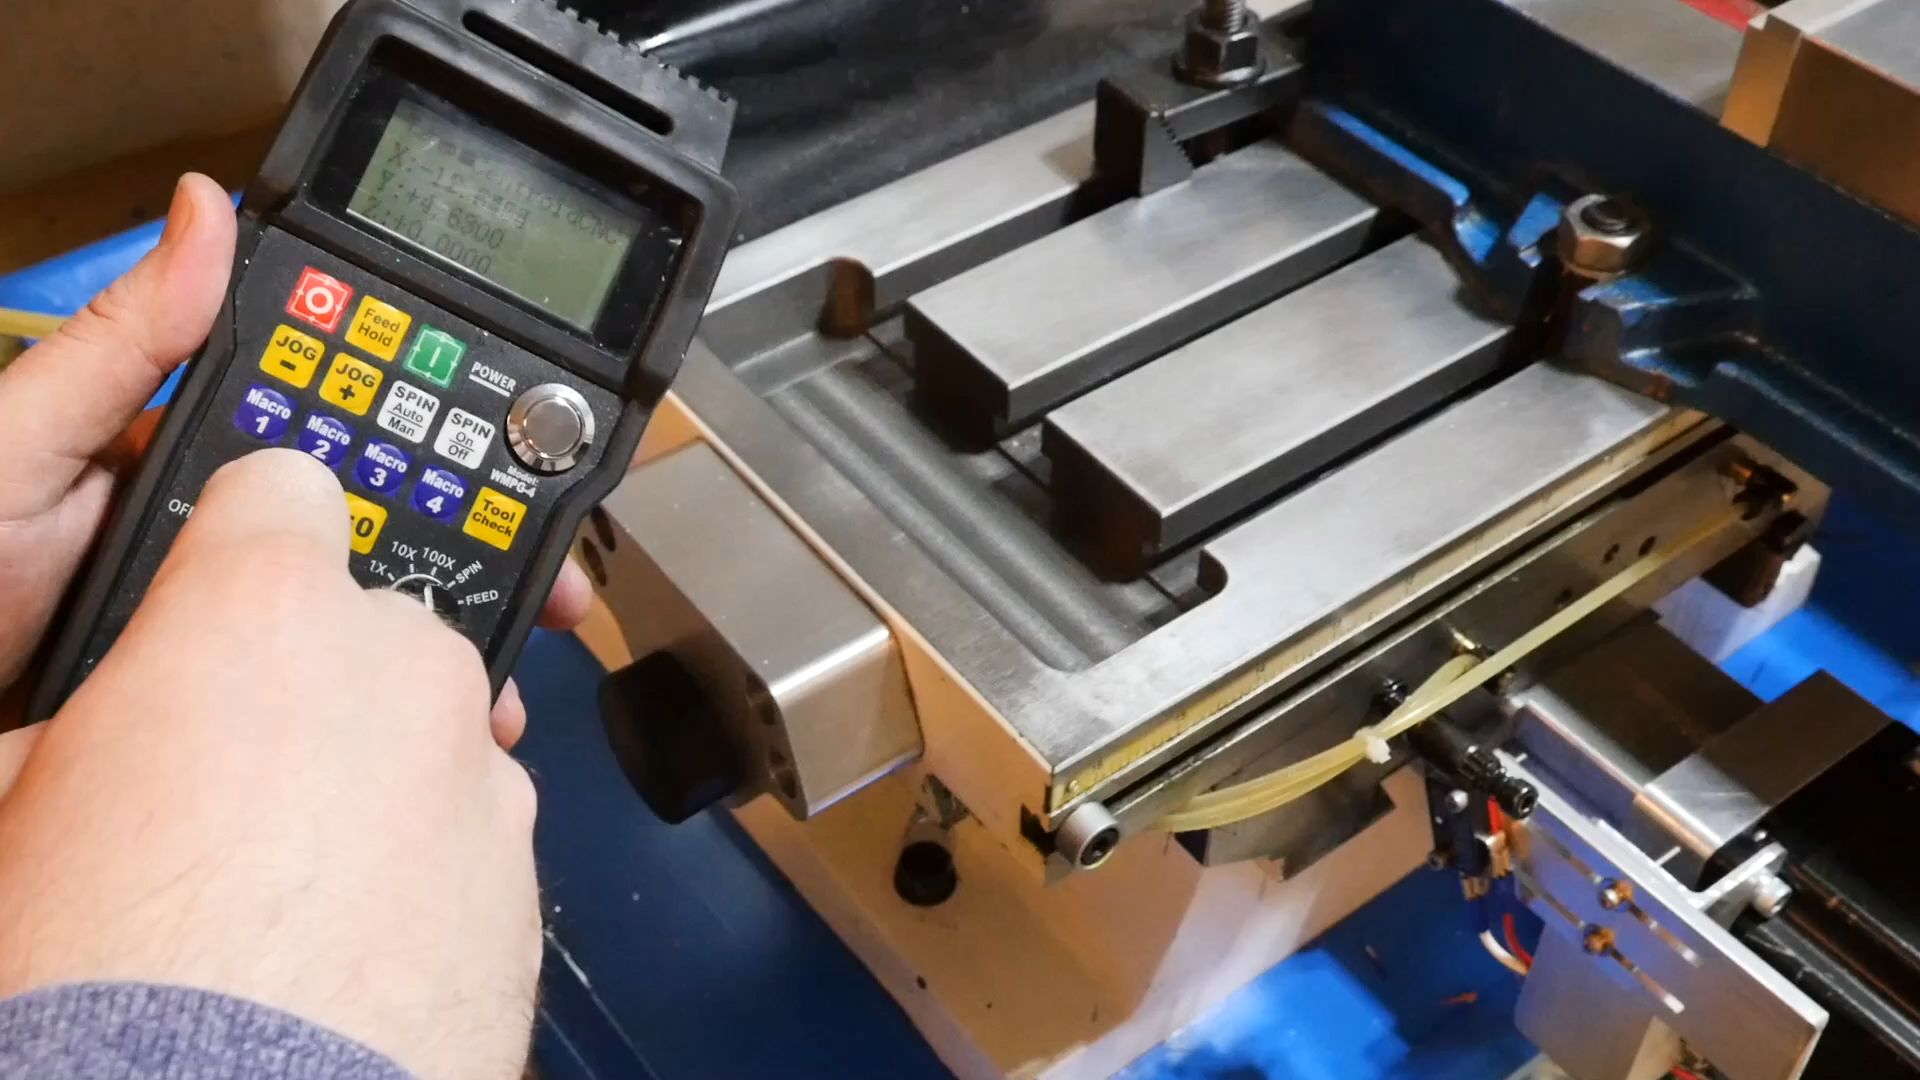 Y:+4.6300
Z:+0.0000
Feed
Hold
POWER
JOG
-
JOG
+
SPIN
Auto
Man
SPIN
On
Off
Macro
1
Macro
2
Macro
3
Macro
4
Model:
WMPG-4
Tool
Check
=0
1X 10X 100X SPIN
FEED